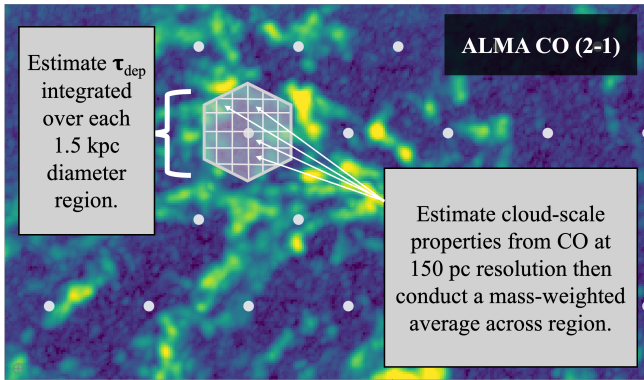 ALMA CO (2-1)
Estimate τdep
integrated
over each
1.5 kpc
diameter
region.
Estimate cloud-scale
properties from CO at
150 pc resolution then
conduct a mass-weighted
average across region.